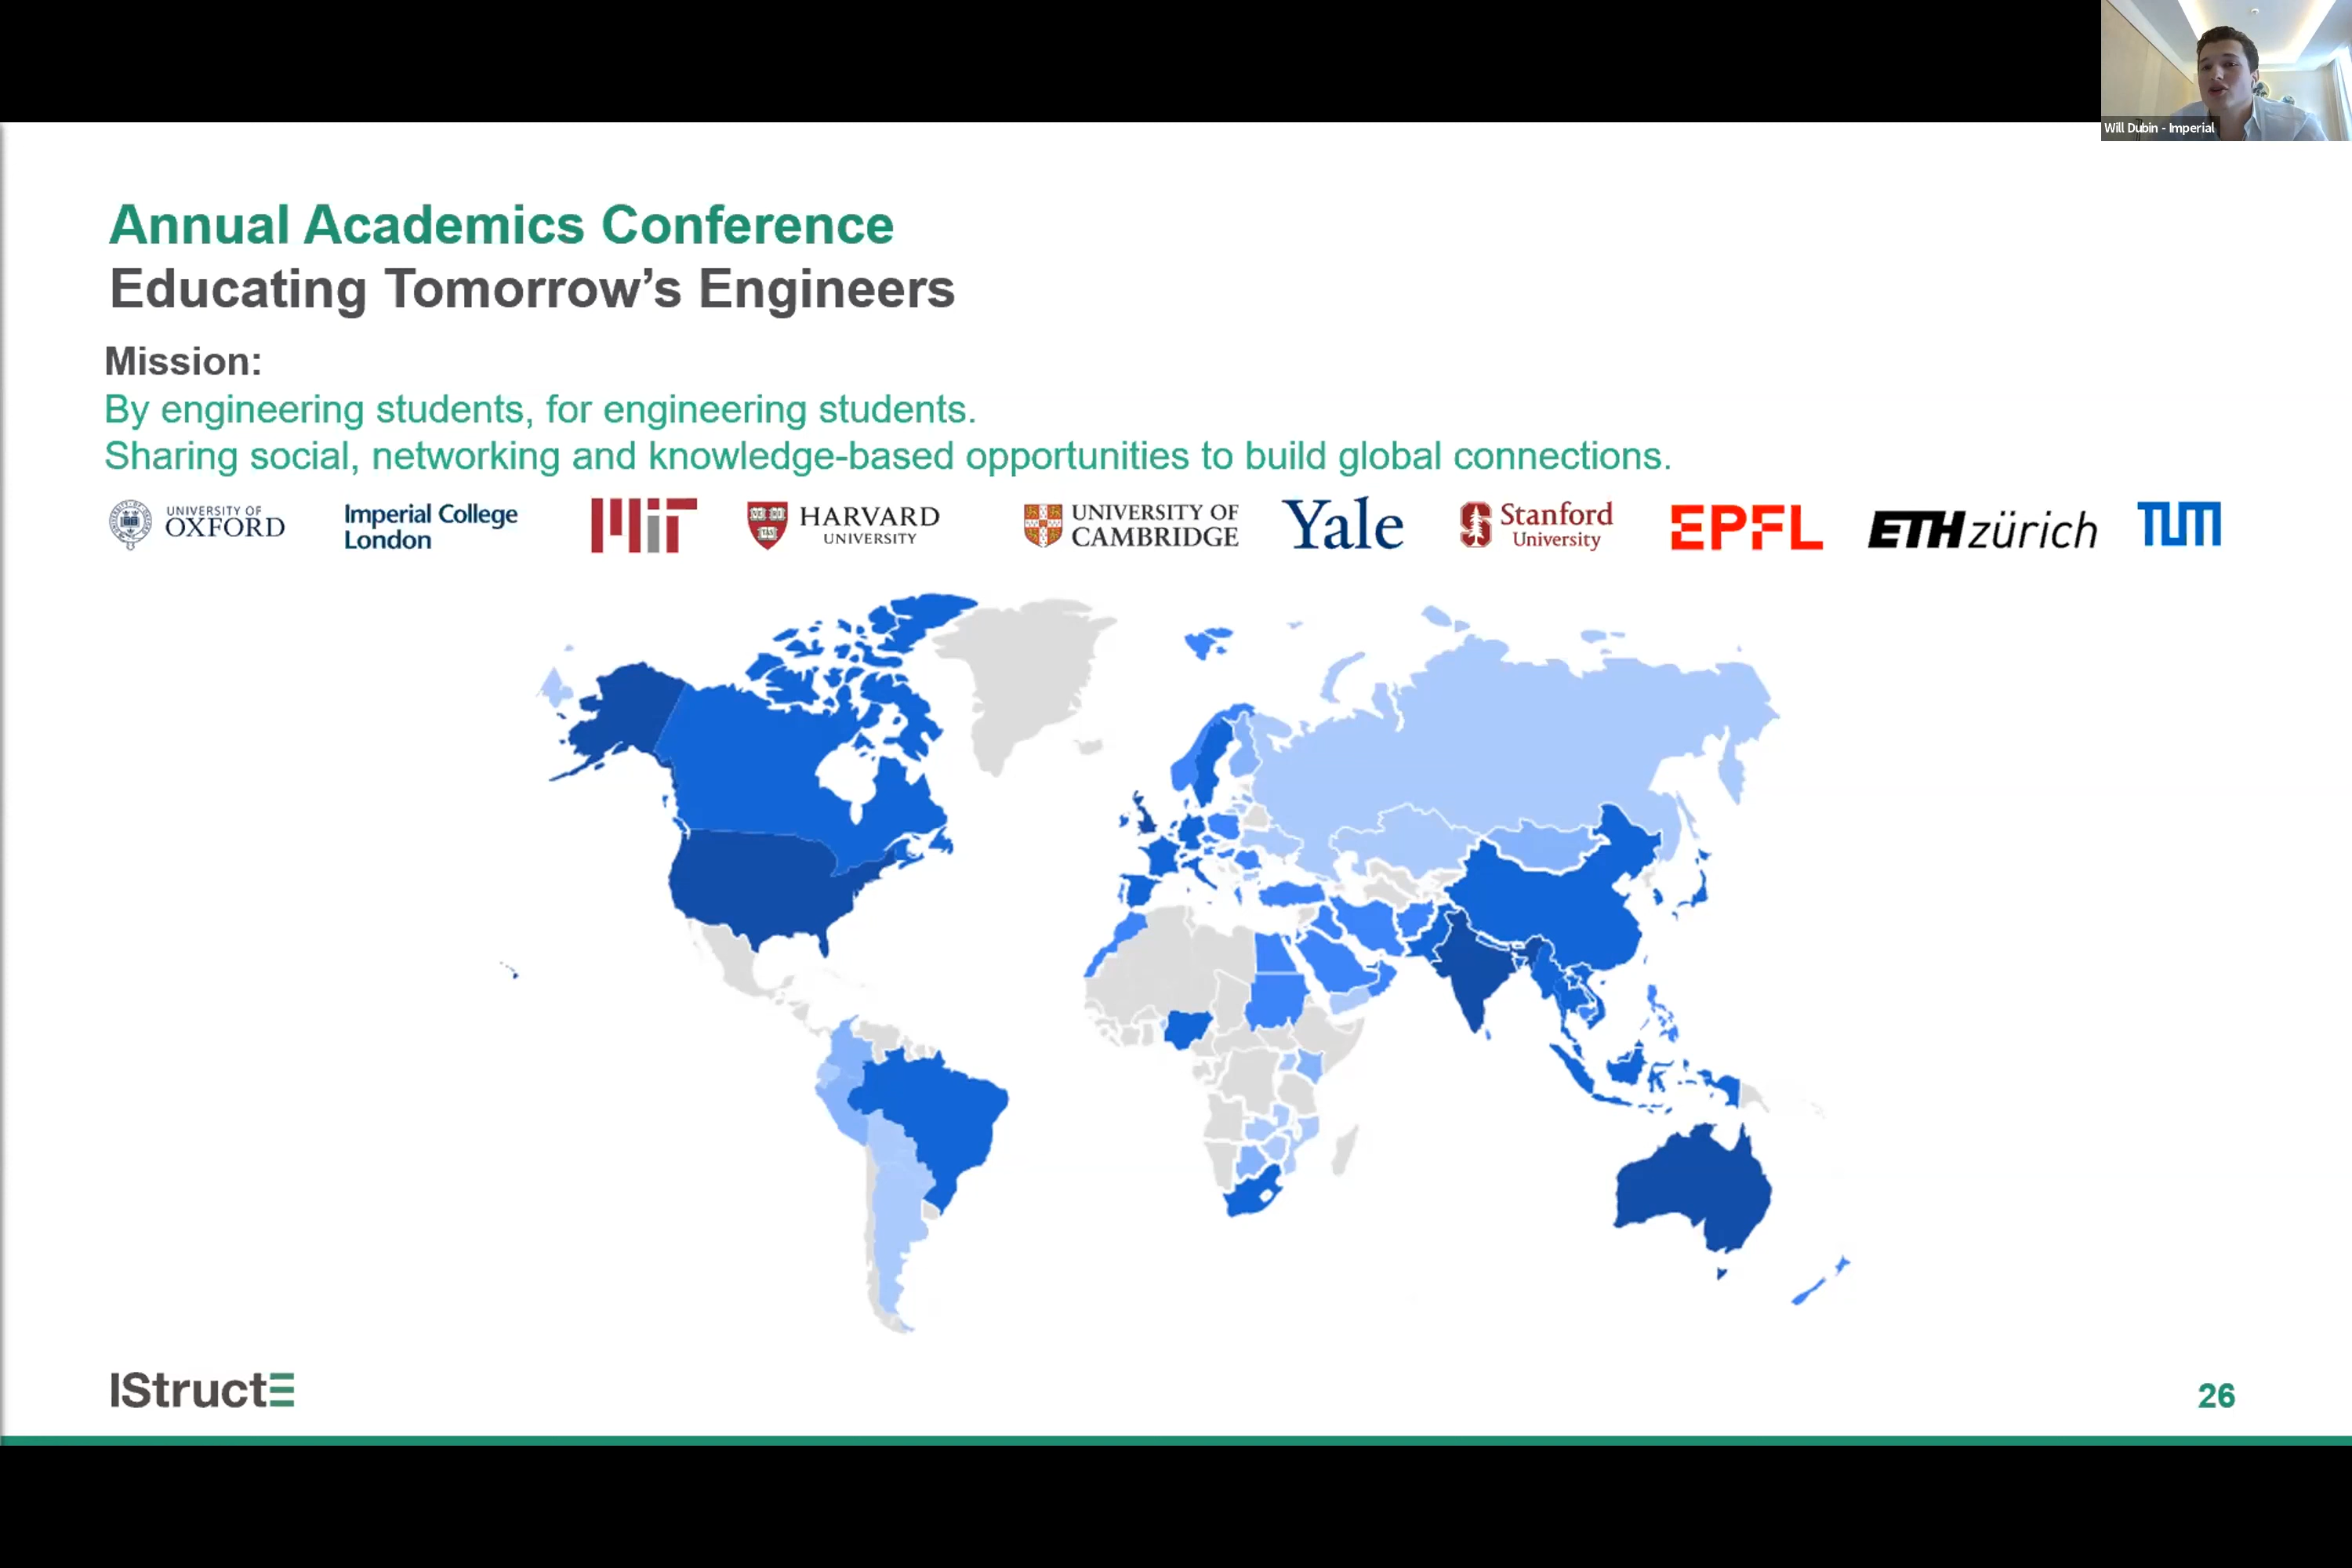 Will Dubin - Imperial
Annual Academics Conference
Educating Tomorrow’s Engineers
Mission:
By engineering students, for engineering students.
Sharing social, networking and knowledge-based opportunities to build global connections.
UNIVERSITY OF
OXFORD
Imperial College
London
MIT
HARVARD
UNIVERSITY
UNIVERSITY OF
CAMBRIDGE
Yale
Stanford
University
EPFL
ETH zürich
TUM
IStructE
26